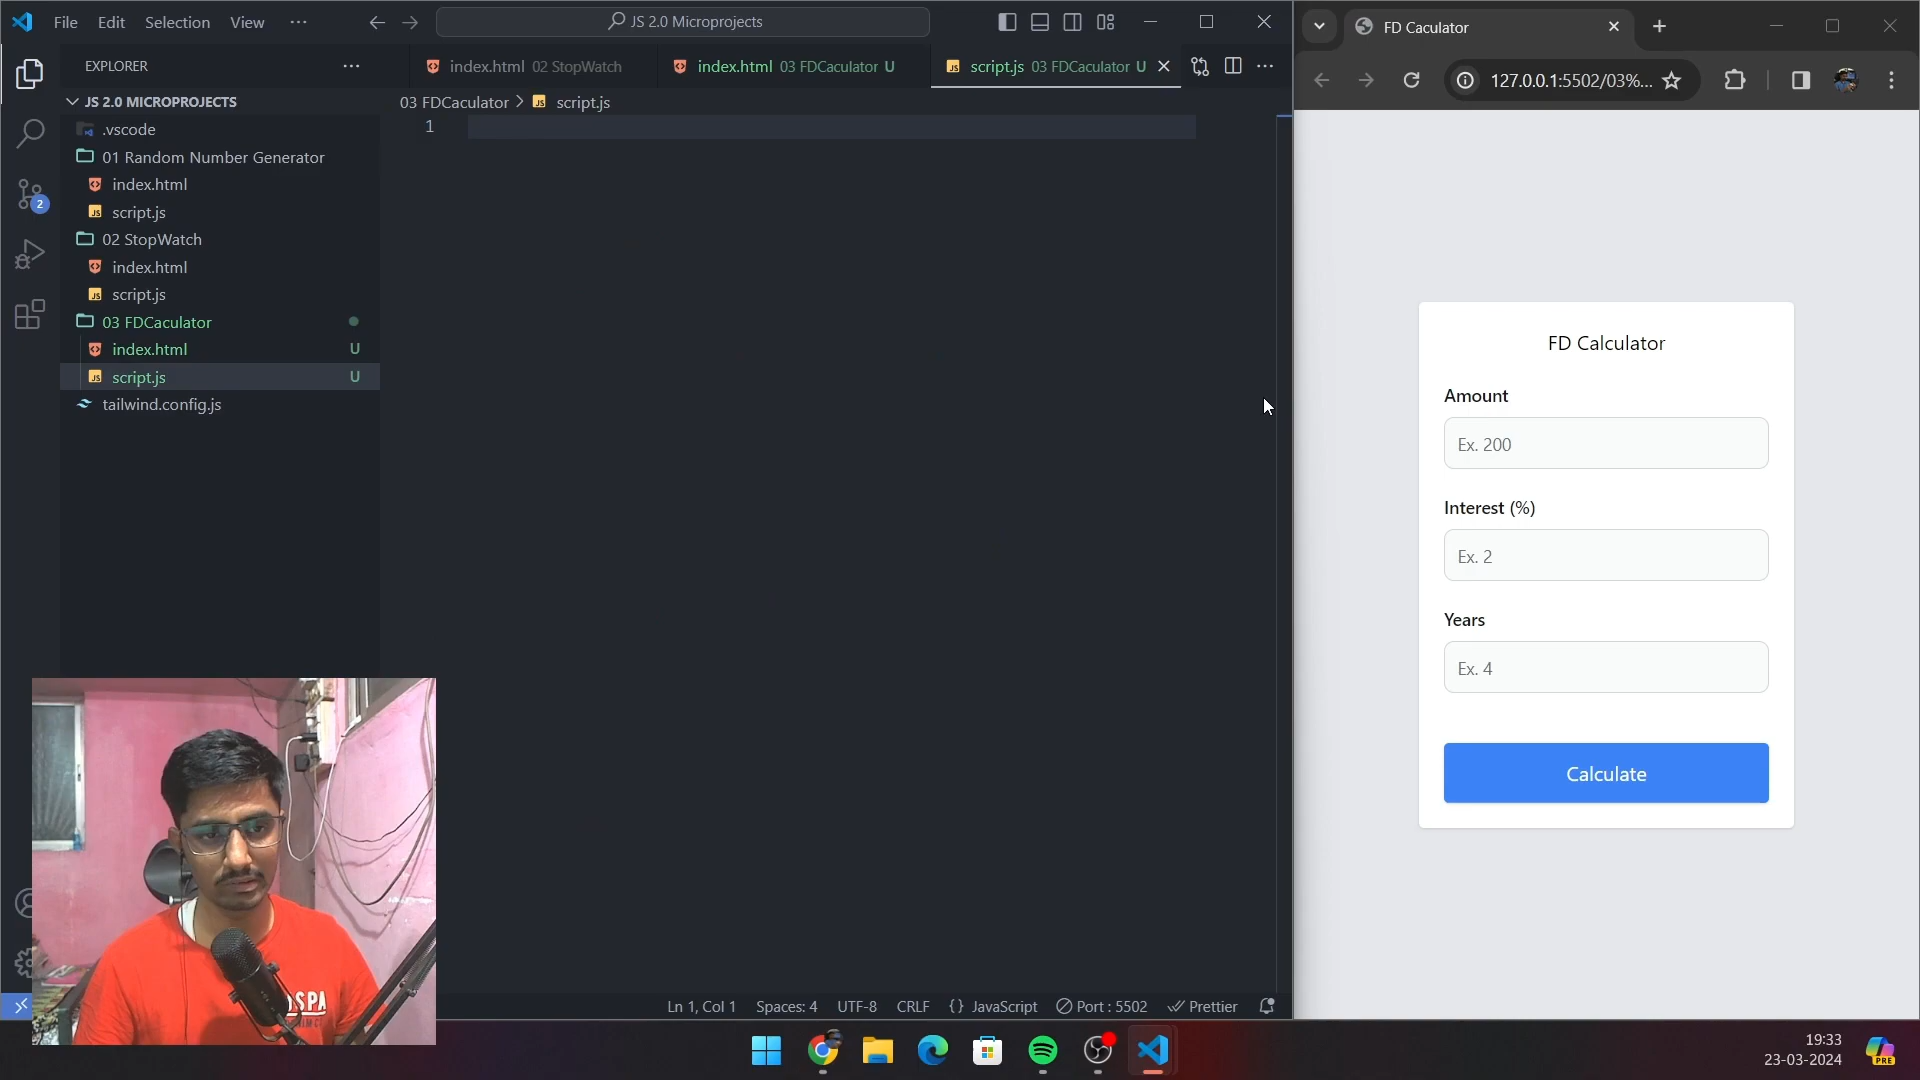 File Edit Selection View ···
JS 2.0 Microprojects
EXPLORER ···
JS 2.0 MICROPROJECTS
.vscode
01 Random Number Generator
index.html
script.js
02 StopWatch
index.html
script.js
03 FDCaculator
index.html U
script.js U
tailwind.config.js
2
index.html 02 StopWatch
index.html 03 FDCaculator U
script.js 03 FDCaculator U
03 FDCaculator > script.js
1
Ln 1, Col 1 Spaces: 4 UTF-8 CRLF {} JavaScript Port : 5502 Prettier
FD Caculator
127.0.0.1:5502/03%...
FD Calculator
Amount
Ex. 200
Interest (%)
Ex. 2
Years
Ex. 4
Calculate
19:33
23-03-2024
PRE